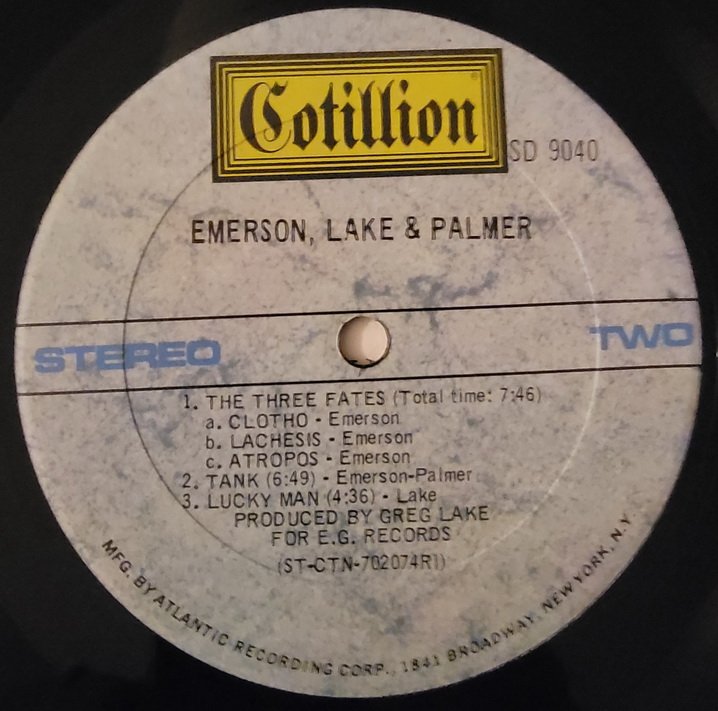 Cotillion
SD 9040
EMERSON, LAKE & PALMER
STEREO
TWO
1. THE THREE FATES (Total time: 7:46)
a. CLOTHO - Emerson
b. LACHESIS - Emerson
c. ATROPOS - Emerson
2. TANK (6:49) - Emerson-Palmer
3. LUCKY MAN (4:36) - Lake
PRODUCED BY GREG LAKE
FOR E.G. RECORDS
(ST-CTN-702074R1)
MFG. BY ATLANTIC RECORDING CORP., 1841 BROADWAY, NEW YORK, N.Y.